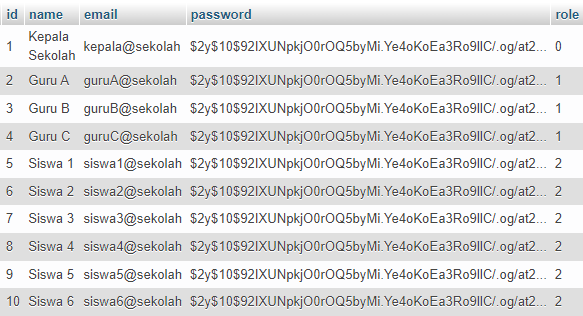 id name email password role
1 Kepala Sekolah kepala@sekolah $2y$10$92IXUNpkjO0rOQ5byMi.Ye4oKoEa3Ro9llC/.og/at2... 0
2 Guru A guruA@sekolah $2y$10$92IXUNpkjO0rOQ5byMi.Ye4oKoEa3Ro9llC/.og/at2... 1
3 Guru B guruB@sekolah $2y$10$92IXUNpkjO0rOQ5byMi.Ye4oKoEa3Ro9llC/.og/at2... 1
4 Guru C guruC@sekolah $2y$10$92IXUNpkjO0rOQ5byMi.Ye4oKoEa3Ro9llC/.og/at2... 1
5 Siswa 1 siswa1@sekolah $2y$10$92IXUNpkjO0rOQ5byMi.Ye4oKoEa3Ro9llC/.og/at2... 2
6 Siswa 2 siswa2@sekolah $2y$10$92IXUNpkjO0rOQ5byMi.Ye4oKoEa3Ro9llC/.og/at2... 2
7 Siswa 3 siswa3@sekolah $2y$10$92IXUNpkjO0rOQ5byMi.Ye4oKoEa3Ro9llC/.og/at2... 2
8 Siswa 4 siswa4@sekolah $2y$10$92IXUNpkjO0rOQ5byMi.Ye4oKoEa3Ro9llC/.og/at2... 2
9 Siswa 5 siswa5@sekolah $2y$10$92IXUNpkjO0rOQ5byMi.Ye4oKoEa3Ro9llC/.og/at2... 2
10 Siswa 6 siswa6@sekolah $2y$10$92IXUNpkjO0rOQ5byMi.Ye4oKoEa3Ro9llC/.og/at2... 2